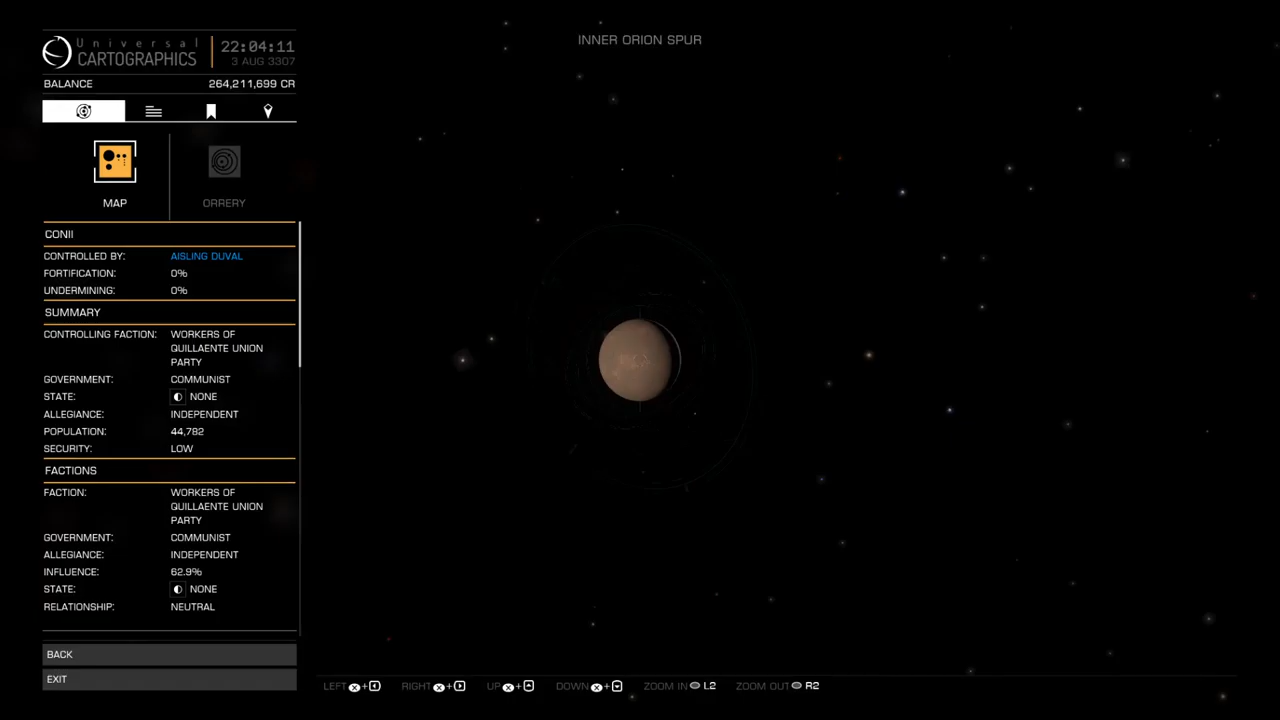 Universal
CARTOGRAPHICS
22:04:11
3 AUG 3307
BALANCE 264,211,699 CR
INNER ORION SPUR
MAP ORRERY
CONII
CONTROLLED BY: AISLING DUVAL
FORTIFICATION: 0%
UNDERMINING: 0%
SUMMARY
CONTROLLING FACTION: WORKERS OF
QUILLAENTE UNION
PARTY
GOVERNMENT: COMMUNIST
STATE: NONE
ALLEGIANCE: INDEPENDENT
POPULATION: 44,782
SECURITY: LOW
FACTIONS
FACTION: WORKERS OF
QUILLAENTE UNION
PARTY
GOVERNMENT: COMMUNIST
ALLEGIANCE: INDEPENDENT
INFLUENCE: 62.9%
STATE: NONE
RELATIONSHIP: NEUTRAL
BACK
EXIT
LEFT + RIGHT + UP + DOWN + ZOOM IN L2 ZOOM OUT R2